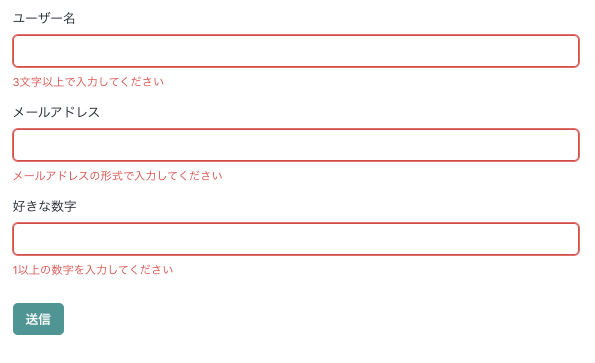 ユーザー名
3文字以上で入力してください
メールアドレス
メールアドレスの形式で入力してください
好きな数字
1以上の数字を入力してください
送信